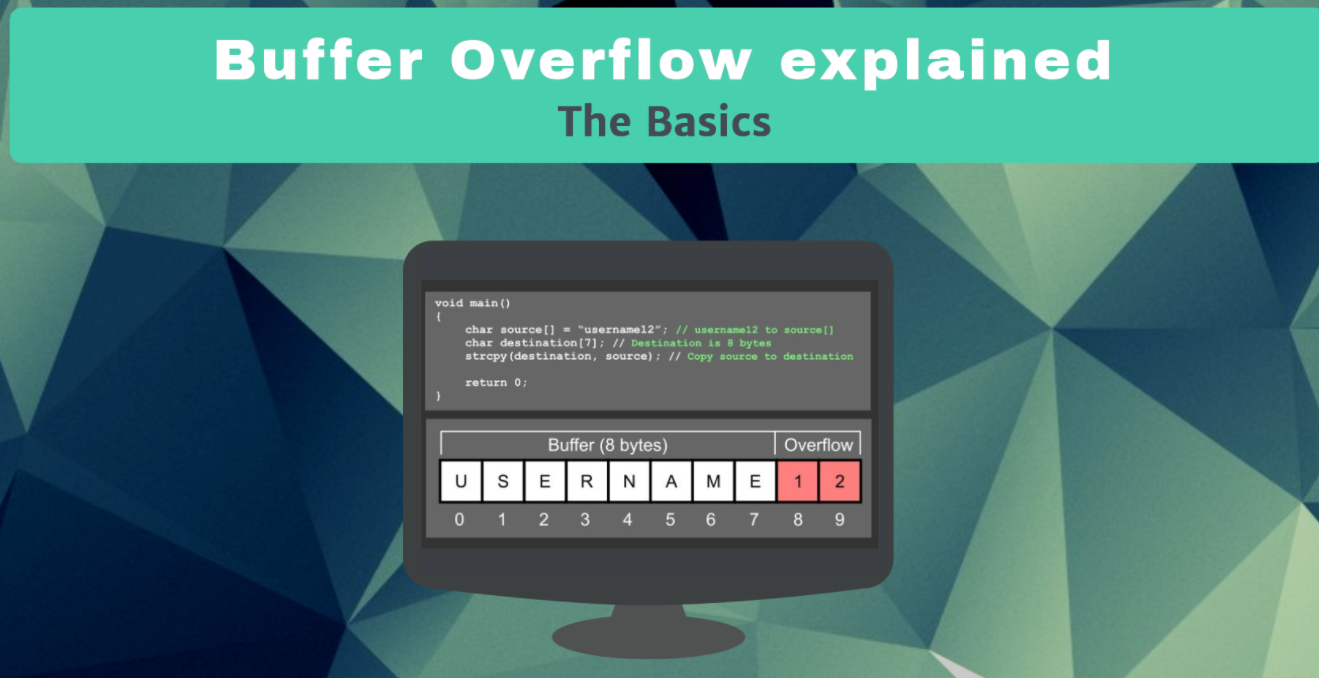 Buffer Overflow explained
The Basics
void main()
{
char source[] = “username12”; // username12 to source[]
char destination[7]; // Destination is 8 bytes
strcpy(destination, source); // Copy source to destination
return 0;
}
Buffer (8 bytes) Overflow
U S E R N A M E 1 2
0 1 2 3 4 5 6 7 8 9